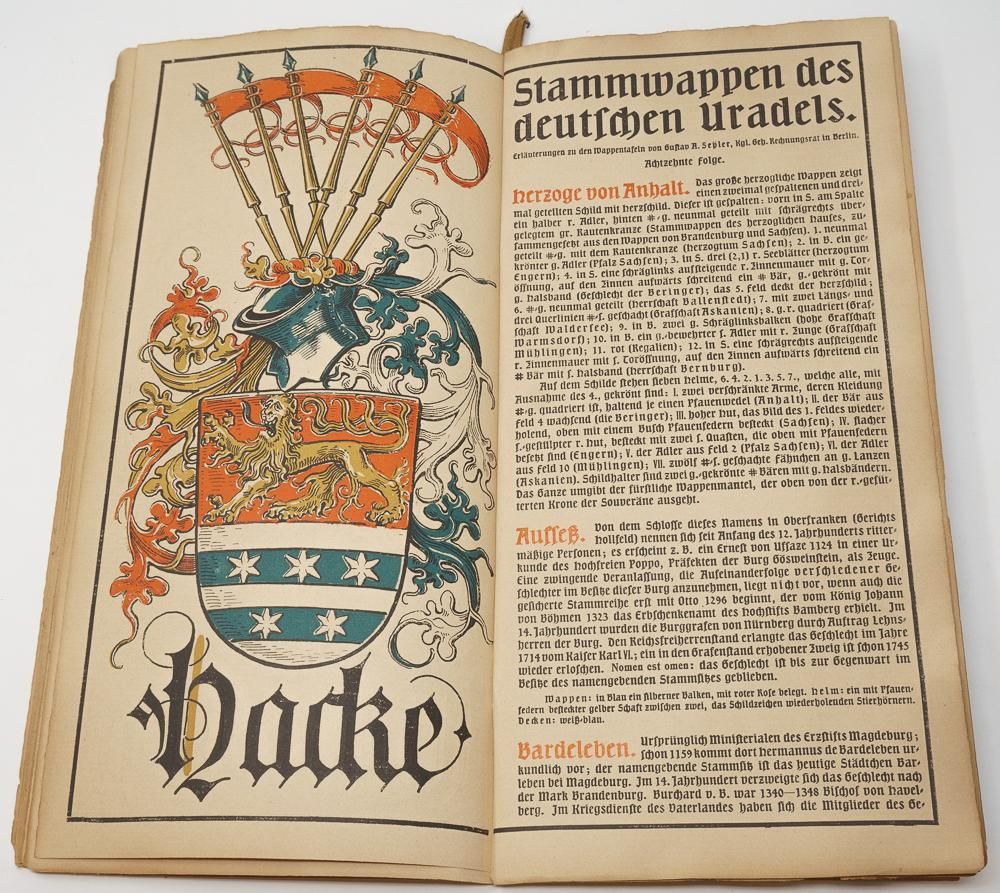 Hacke
Stammwappen des
deutschen Uradels.
Erläuterungen zu den Wappentafeln von Gustav A. Seyler, Kgl. Geh. Rechnungsrat in Berlin.
Achtzehnte Folge.
Herzoge von Anhalt. Das große herzogliche Wappen zeigt
einen zweimal gespaltenen und drei-
mal geteilten Schild mit Herzschild. Dieser ist gespalten: vorn in S. am Spalte
ein halber r. Adler, hinten #-g. neunmal geteilt mit schrägrechts über-
gelegtem gr. Rautenkranze (Stammwappen des herzoglichen Hauses, zu-
sammengesetzt aus den Wappen von Brandenburg und Sachsen). 1. neunmal
geteilt #-g. mit dem Rautenkranze (Herzogtum Sachsen); 2. in B. ein ge-
krönter g. Adler (Pfalz Sachsen); 3. in S. drei (2,1) r. Seeblätter (Herzogtum
Engern); 4. in S. eine schräglinks aufsteigende r. Zinnenmauer mit g. Tor-
öffnung, auf den Zinnen aufwärts schreitend ein # Bär, g.-gekrönt mit
g. Halsband (Geschlecht der Beringer); das 5. Feld deckt der Herzschild;
6. #-g. neunmal geteilt (Herrschaft Ballenstedt); 7. mit zwei Längs- und
drei Querlinien #-s. geschacht (Grafschaft Askanien); 8. g. r. quadriert (Graf-
schaft Waldersee); 9. in B. zwei g. Schräglinksbalken (hohe Grafschaft
Warmsdorf); 10. in B. ein g.-bewehrter s. Adler mit r. Zunge (Grafschaft
Mühlingen); 11. rot (Regalien); 12. in S. eine schrägrechts aufsteigende
r. Zinnenmauer mit s. Toröffnung, auf den Zinnen aufwärts schreitend ein
# Bär mit s. Halsband (Herrschaft Bernburg).
Auf dem Schilde stehen sieben Helme, 6. 4. 2. 1. 3. 5. 7., welche alle, mit
Ausnahme des 4., gekrönt sind: I. zwei verschränkte Arme, deren Kleidung
#-g. quadriert ist, haltend je einen Pfauenwedel (Anhalt); II. der Bär aus
Feld 4 wachsend (die Beringer); III. hoher Hut, das Bild des 1. Feldes wieder-
holend, oben mit einem Busch Pfauenfedern besteckt (Sachsen); IV. flacher
s.-gestülpter r. Hut, besteckt mit zwei s. Quasten, die oben mit Pfauenfedern
besetzt sind (Engern); V. der Adler aus Feld 2 (Pfalz Sachsen); VI. der Adler
aus Feld 10 (Mühlingen); VII. zwölf #-s. geschachte Fähnchen an g. Lanzen
(Askanien). Schildhalter sind zwei g.-gekrönte # Bären mit g. Halsbändern.
Das Ganze umgibt der fürstliche Wappenmantel, der oben von der r.-gefüt-
terten Krone der Souveräne ausgeht.
Aufseß. Von dem Schlosse dieses Namens in Oberfranken (Gerichts
Hollfeld) nennen sich seit Anfang des 12. Jahrhunderts ritter-
mäßige Personen; es erscheint z. B. ein Ernest von Ufsaze 1124 in einer Ur-
kunde des hochfreien Poppo, Präfekten der Burg Gösweinstein, als Zeuge.
Eine zwingende Veranlassung, die Aufeinanderfolge verschiedener Ge-
schlechter im Besitze dieser Burg anzunehmen, liegt nicht vor, wenn auch die
gesicherte Stammreihe erst mit Otto 1296 beginnt, der vom König Johann
von Böhmen 1323 das Erbschenkenamt des Hochstifts Bamberg erhielt. Im
14. Jahrhundert wurden die Burggrafen von Nürnberg durch Auftrag Lehns-
herren der Burg. Den Reichsfreiherrenstand erlangte das Geschlecht im Jahre
1714 vom Kaiser Karl VI.; ein in den Grafenstand erhobener Zweig ist schon 1745
wieder erloschen. Nomen est omen: das Geschlecht ist bis zur Gegenwart im
Besitze des namengebenden Stammsitzes geblieben.
Wappen: in Blau ein silberner Balken, mit roter Rose belegt. Helm: ein mit Pfauen-
federn besteckter gelber Schaft zwischen zwei, das Schildzeichen wiederholenden Stierhörnern.
Decken: weiß-blau.
Bardeleben. Ursprünglich Ministerialen des Erzstifts Magdeburg;
schon 1159 kommt dort Hermannus de Bardeleben ur-
kundlich vor; der namengebende Stammsitz ist das heutige Städtchen Bar-
leben bei Magdeburg. Im 14. Jahrhundert verzweigte sich das Geschlecht nach
der Mark Brandenburg. Burchard v. B. war 1340—1348 Bischof von Havel-
berg. Im Kriegsdienste des Vaterlandes haben sich die Mitglieder des Ge-